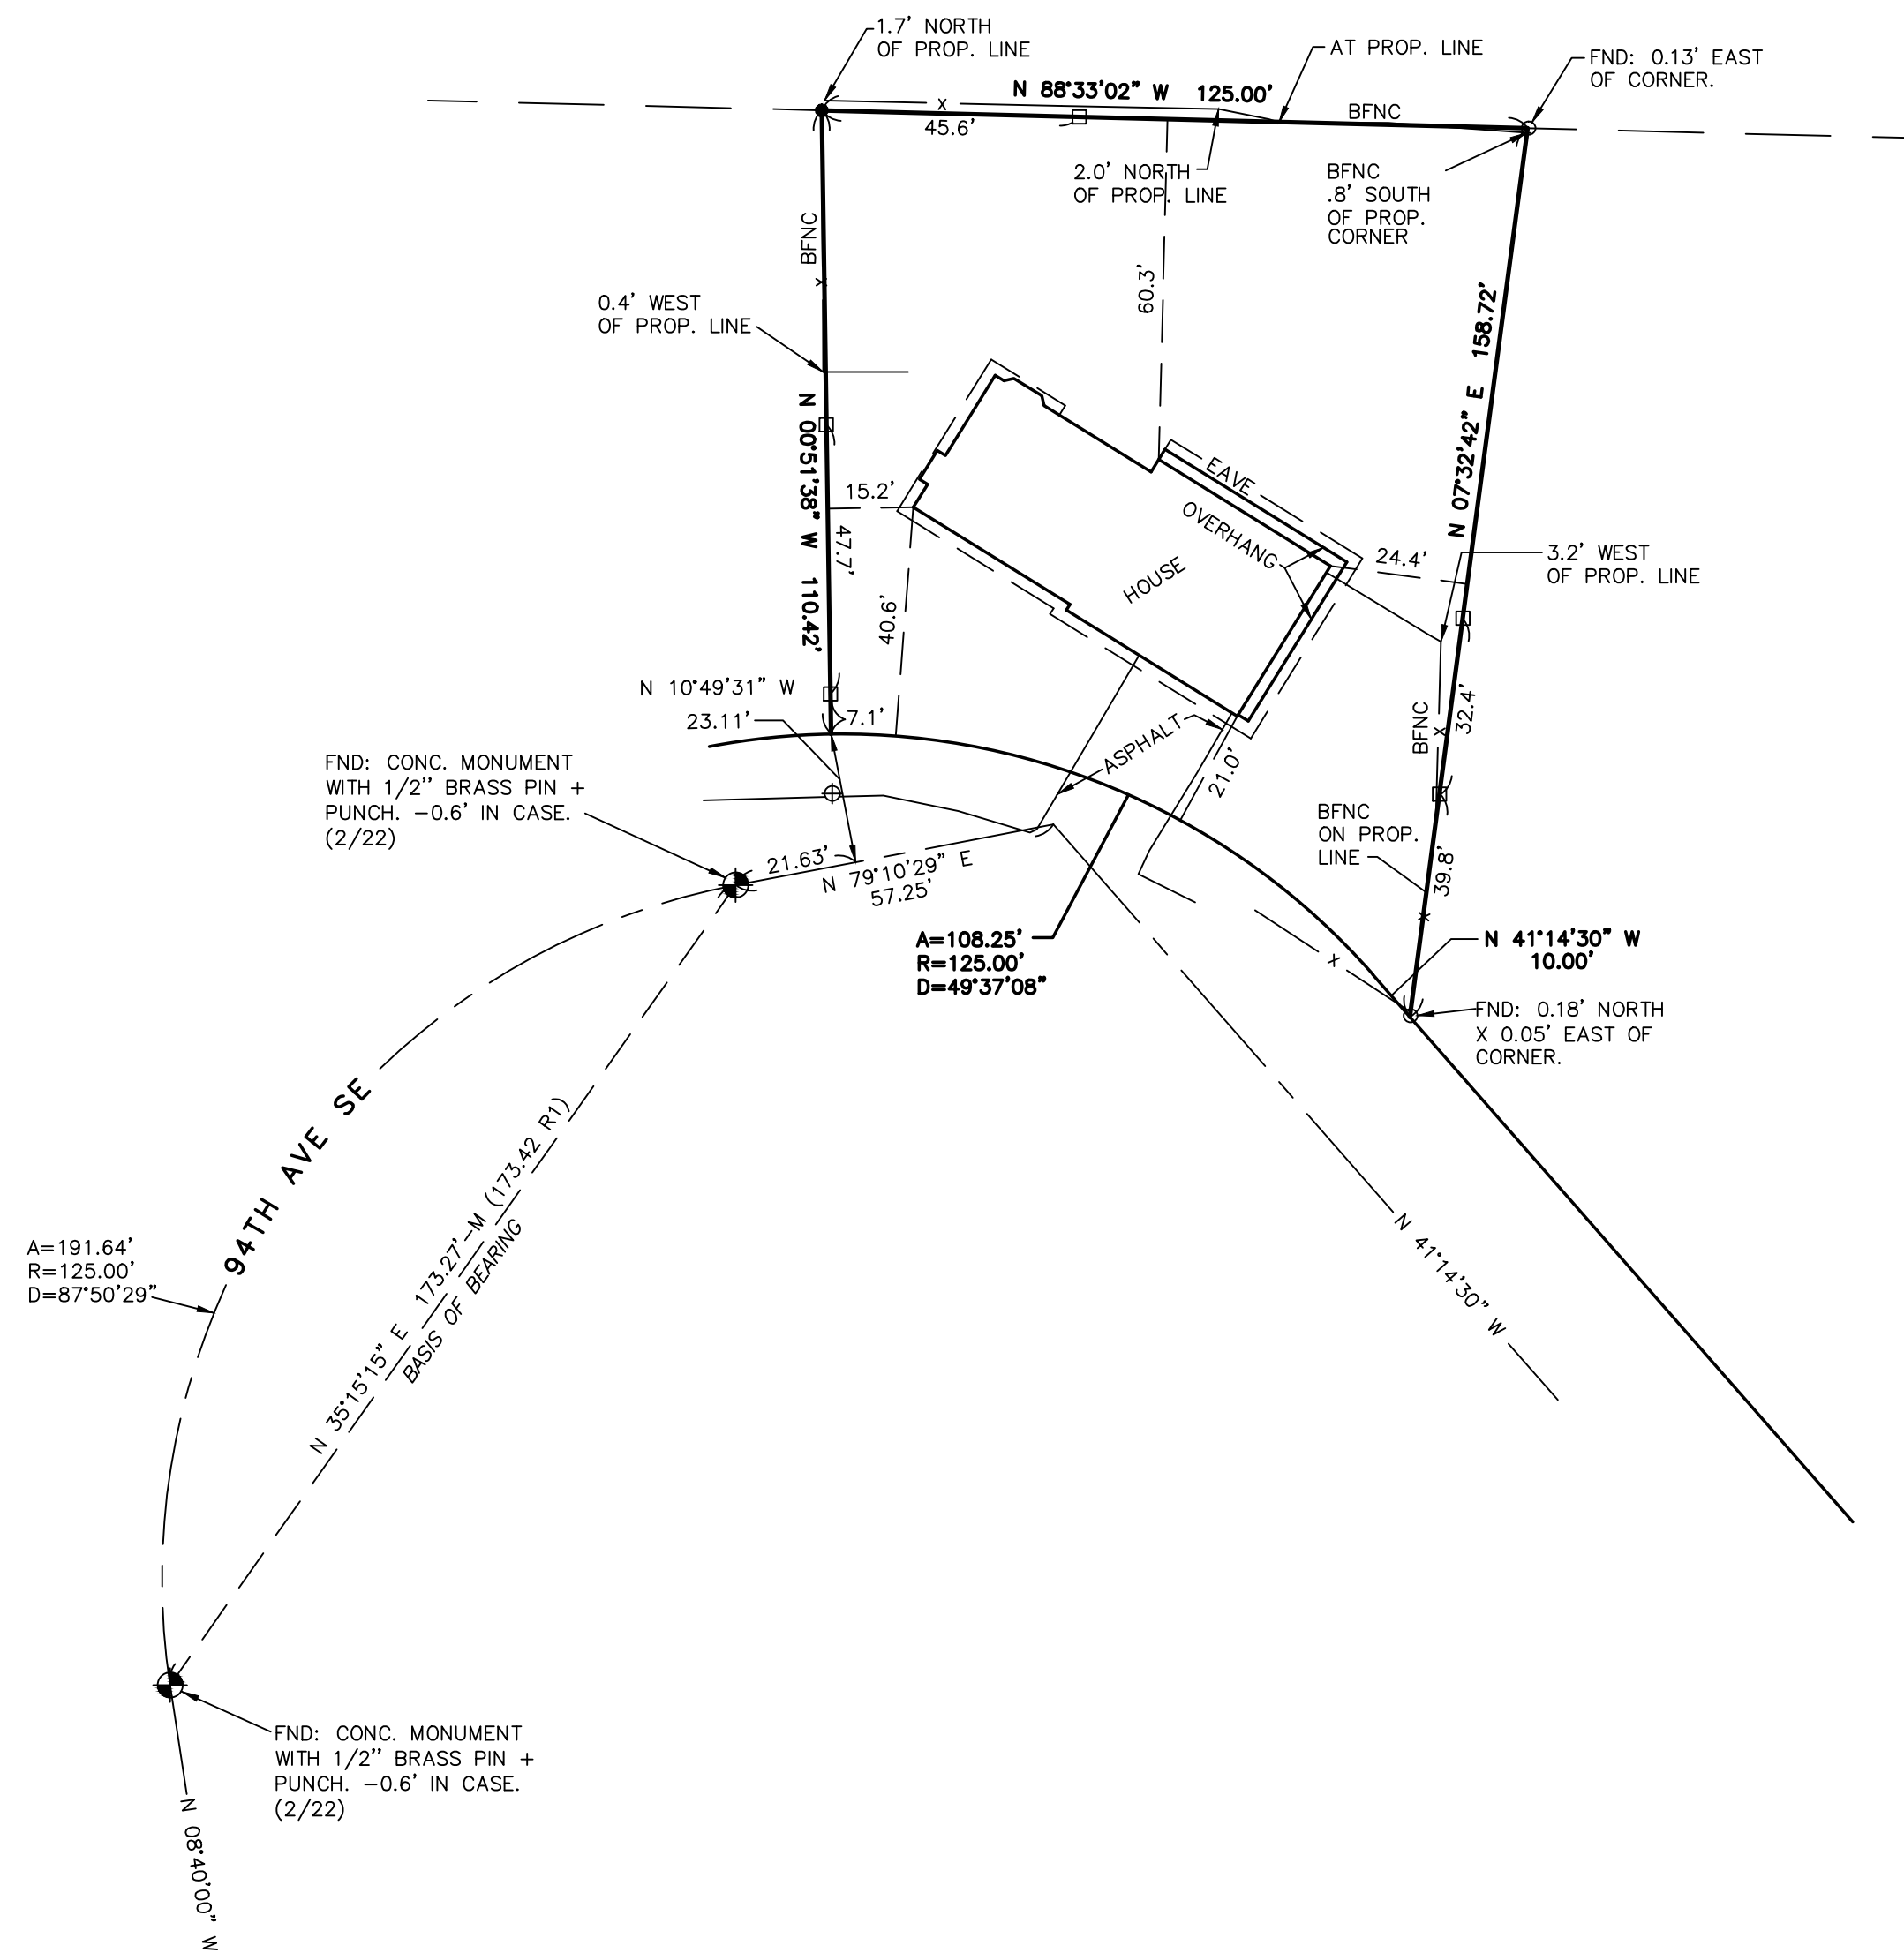 1.7' NORTH
OF PROP. LINE
AT PROP. LINE
FND: 0.13' EAST
OF CORNER.
N 88°33'02" W 125.00'
x
45.6'
BFNC
2.0' NORTH
OF PROP. LINE
BFNC
.8' SOUTH
OF PROP.
CORNER
BFNC
x
0.4' WEST
OF PROP. LINE
60.3'
N 07°32'42" E 158.72'
N 00°51'38" W 110.42'
15.2'
47.7'
EAVE
OVERHANG
HOUSE
24.4'
3.2' WEST
OF PROP. LINE
40.6'
N 10°49'31" W
23.11'
7.1'
ASPHALT
21.0'
BFNC
x
32.4'
FND: CONC. MONUMENT
WITH 1/2'' BRASS PIN +
PUNCH. -0.6' IN CASE.
(2/22)
21.63'
N 79°10'29" E
57.25'
BFNC
ON PROP.
LINE
39.8'
x
A=108.25'
R=125.00'
D=49°37'08"
x
N 41°14'30" W
10.00'
FND: 0.18' NORTH
X 0.05' EAST OF
CORNER.
94TH AVE SE
N 35°15'15" E 173.27'-M (173.42 R1)
BASIS OF BEARING
N 41°14'30" W
A=191.64'
R=125.00'
D=87°50'29"
FND: CONC. MONUMENT
WITH 1/2'' BRASS PIN +
PUNCH. -0.6' IN CASE.
(2/22)
N 08°40'00" W